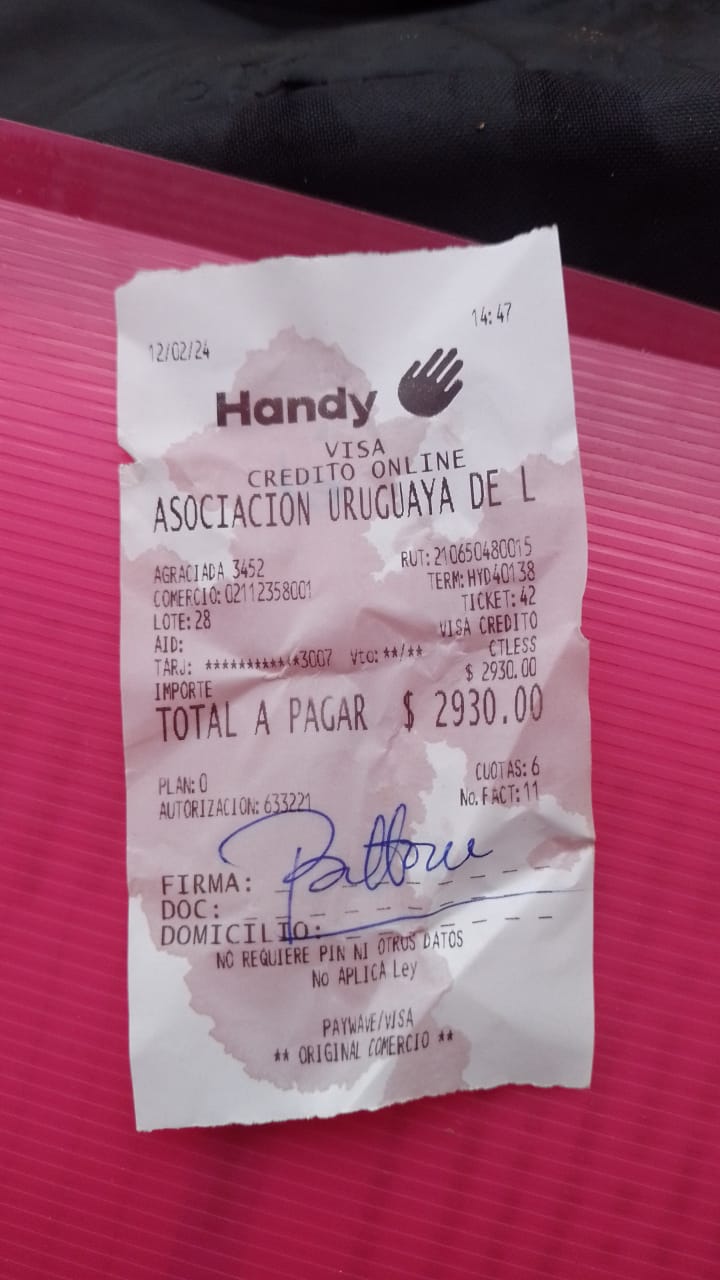 14:47
12/02/24
Handy
VISA
CREDITO ONLINE
ASOCIACION URUGUAYA DE L
AGRACIADA 3452 RUT: 210650480015
COMERCIO: 02112358001 TERM: HYD40138
LOTE: 28 TICKET: 42
AID: VISA CREDITO
TARJ: ************3007 Vto: **/** CTLESS
IMPORTE $ 2930.00
TOTAL A PAGAR $ 2930.00
PLAN: 0 CUOTAS: 6
AUTORIZACION: 633221 No. FACT: 11
FIRMA:
DOC:
DOMICILIO:
NO REQUIERE PIN NI OTROS DATOS
No APLICA Ley
PAYWAVE/VISA
** ORIGINAL COMERCIO **